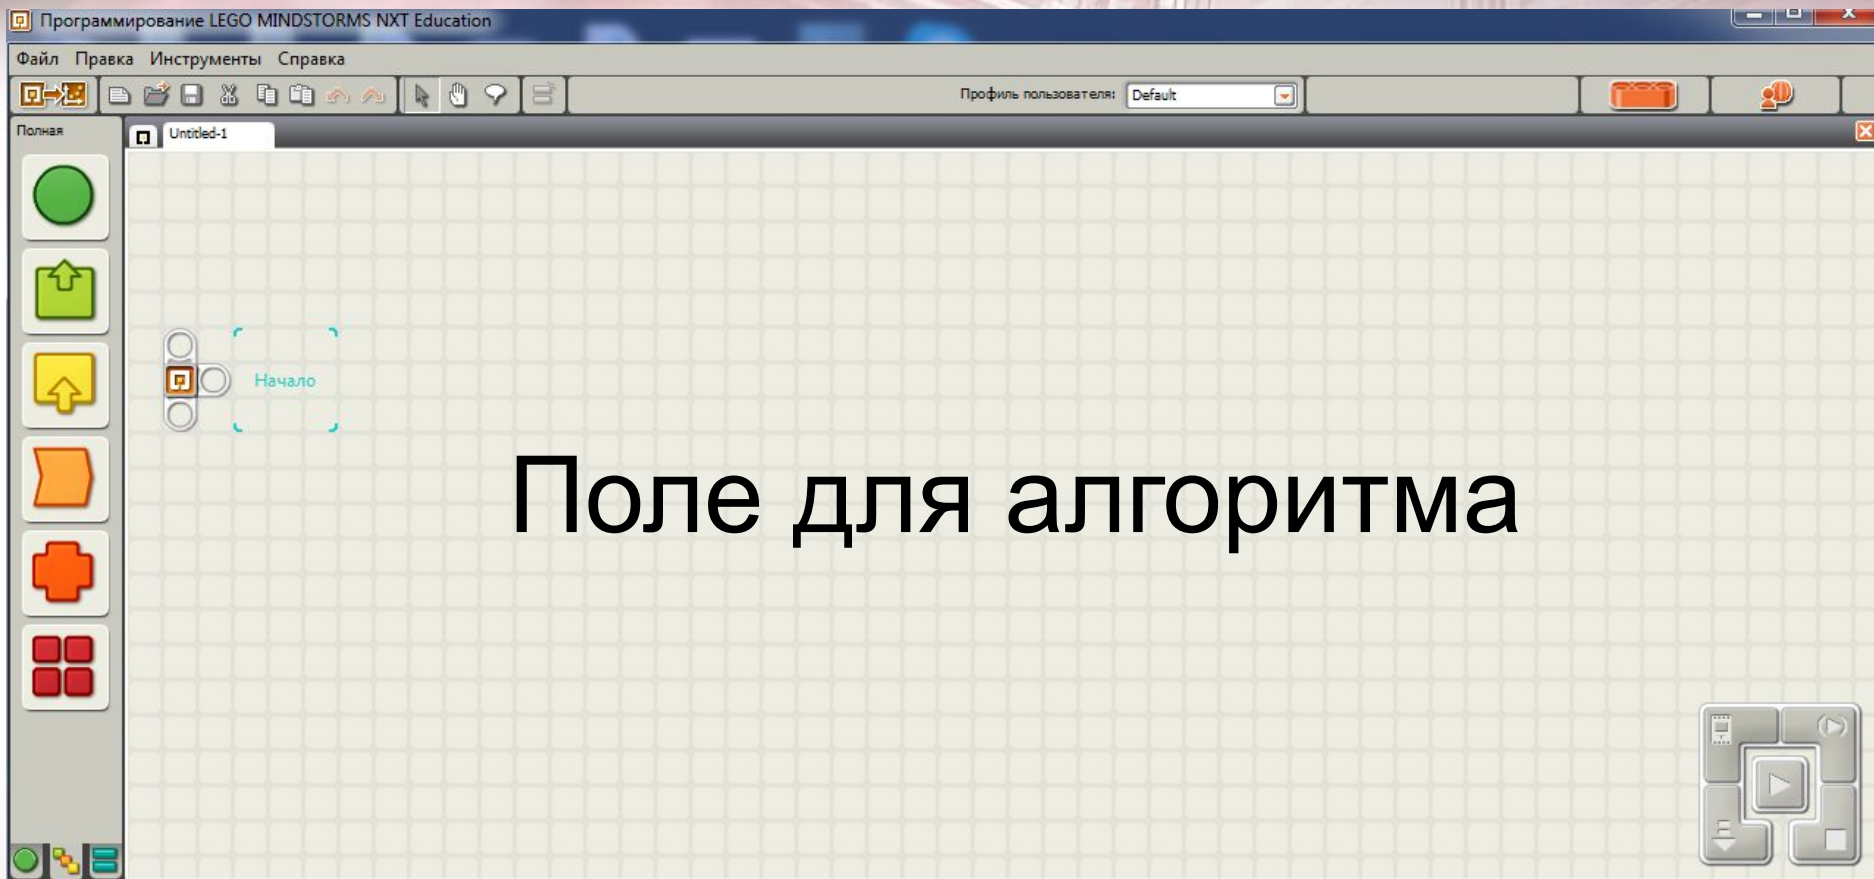 Программирование LEGO MINDSTORMS NXT Education
Файл Правка Инструменты Справка
Профиль пользователя: Default
Полная
Untitled-1
Начало
Поле для алгоритма